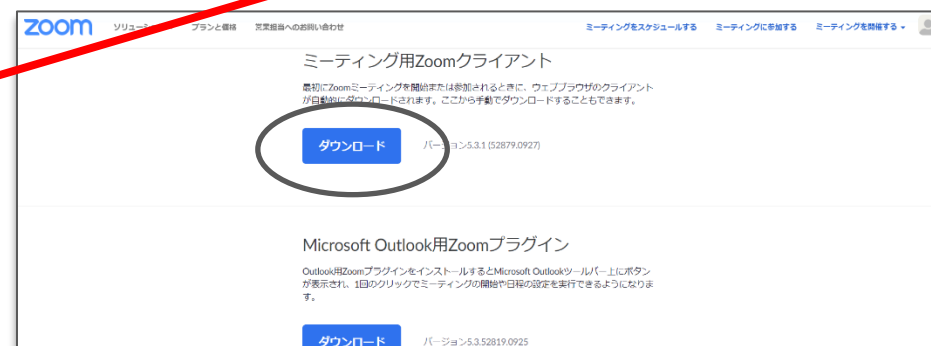 zoom ソリューション プランと価格 営業担当へのお問い合わせ ミーティングをスケジュールする ミーティングに参加する ミーティングを開催する
ミーティング用Zoomクライアント
最初にZoomミーティングを開始または参加されるときに、ウェブブラウザのクライアント
が自動的にダウンロードされます。ここから手動でダウンロードすることもできます。
ダウンロード バージョン5.3.1 (52879.0927)
Microsoft Outlook用Zoomプラグイン
Outlook用ZoomプラグインをインストールするとMicrosoft Outlookツールバー上にボタン
が表示され、1回のクリックでミーティングの開始や日程の設定を実行できるようになりま
す。
ダウンロード バージョン5.3.52819.0925